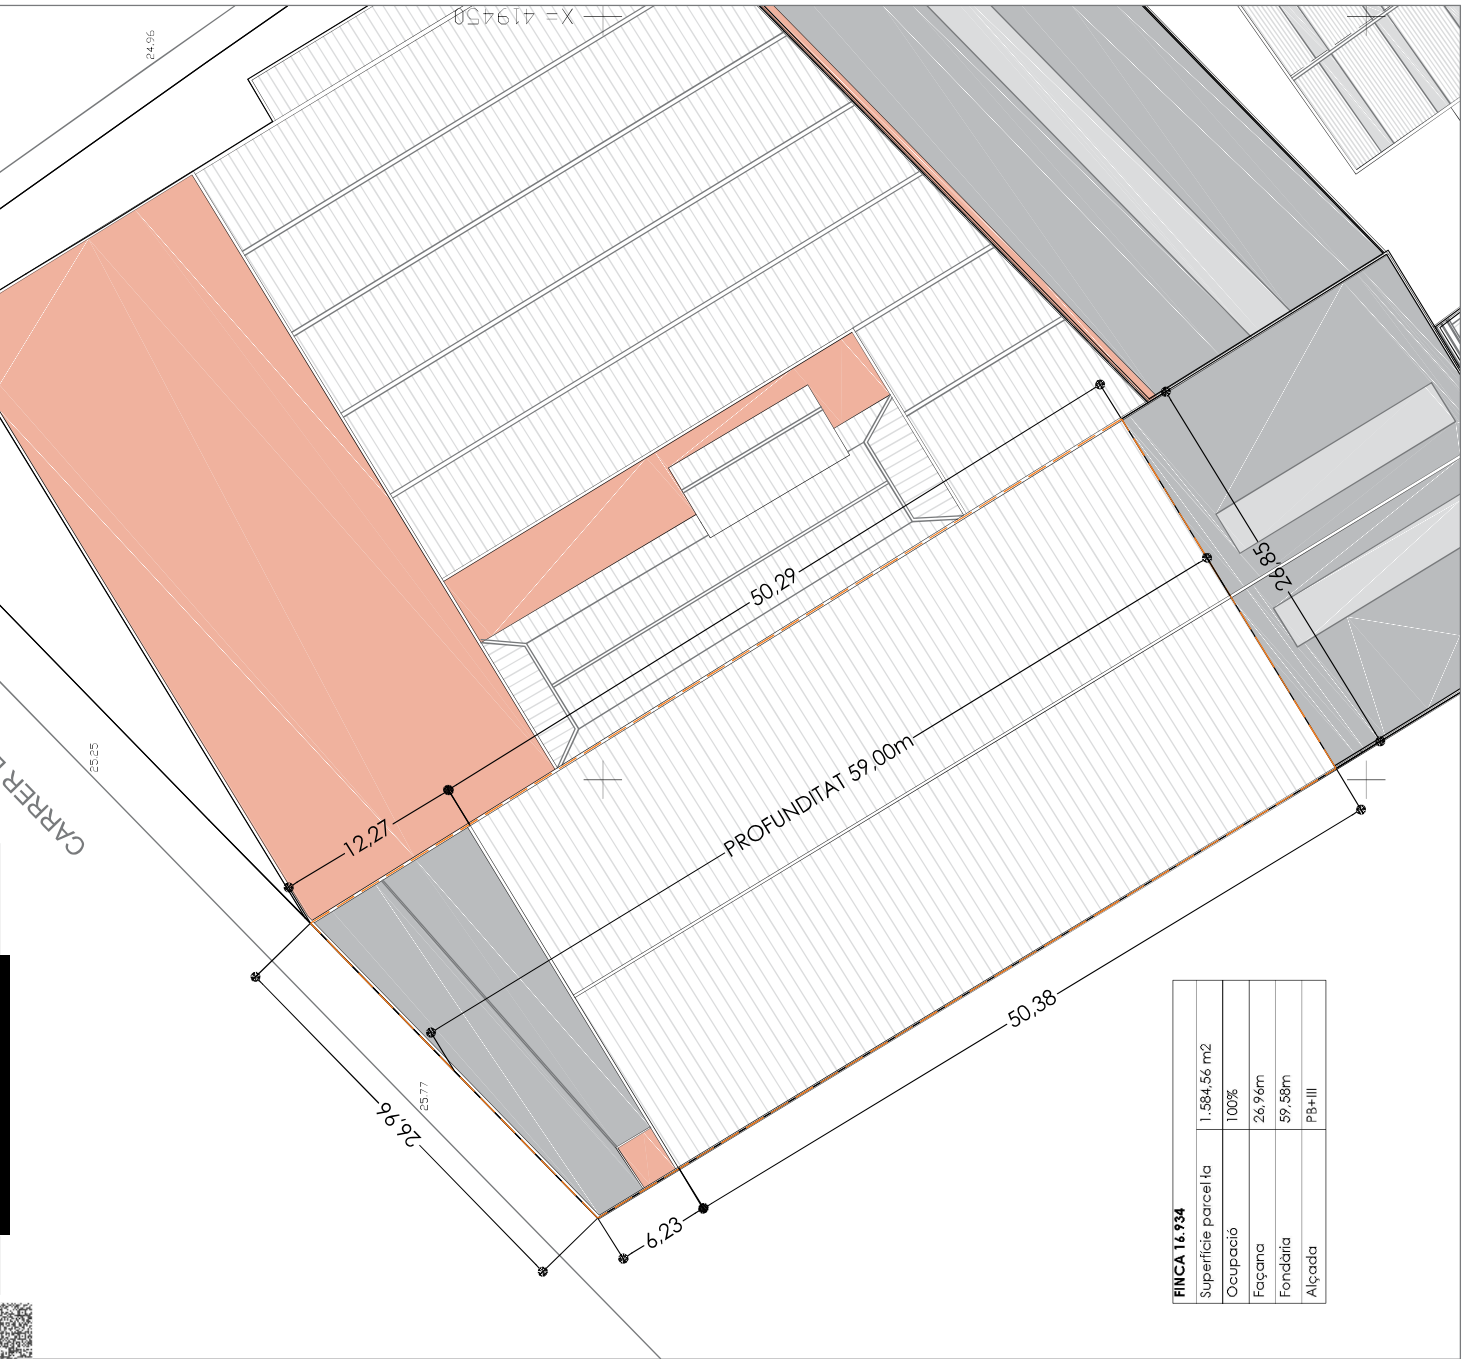 X= 419450
24.96
50,29
26,85
PROFUNDITAT 59,00m
12,27
25.25
CARRER
50,38
26,96
25.77
6,23
FINCA 16.934
Superfície parcel·la 1.584,56 m2
Ocupació 100%
Façana 26,96m
Fondària 59,58m
Alçada PB+III